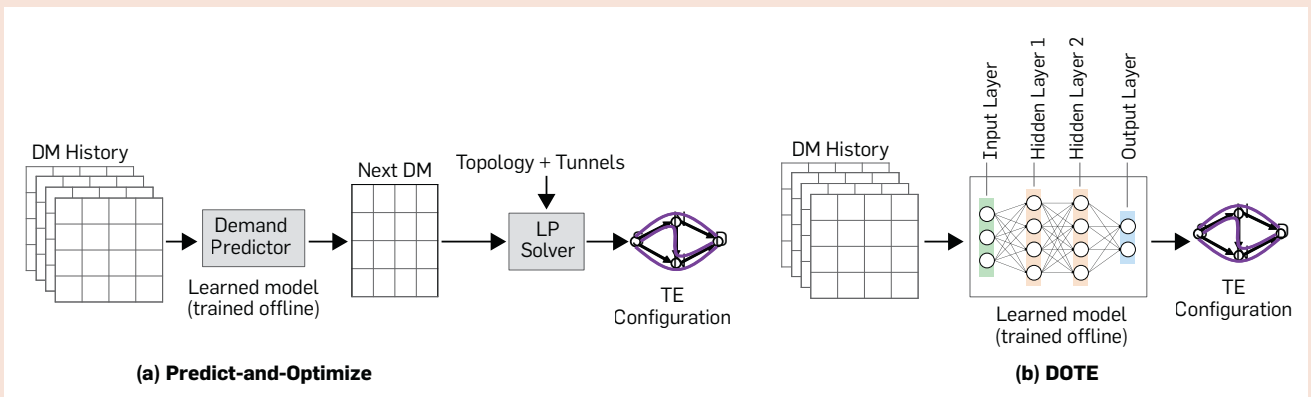 DM History
Demand
Predictor
Learned model
(trained offline)
Next DM
Topology + Tunnels
LP
Solver
TE
Configuration
(a) Predict-and-Optimize
DM History
Input Layer
Hidden Layer 1
Hidden Layer 2
Output Layer
Learned model
(trained offline)
TE
Configuration
(b) DOTE